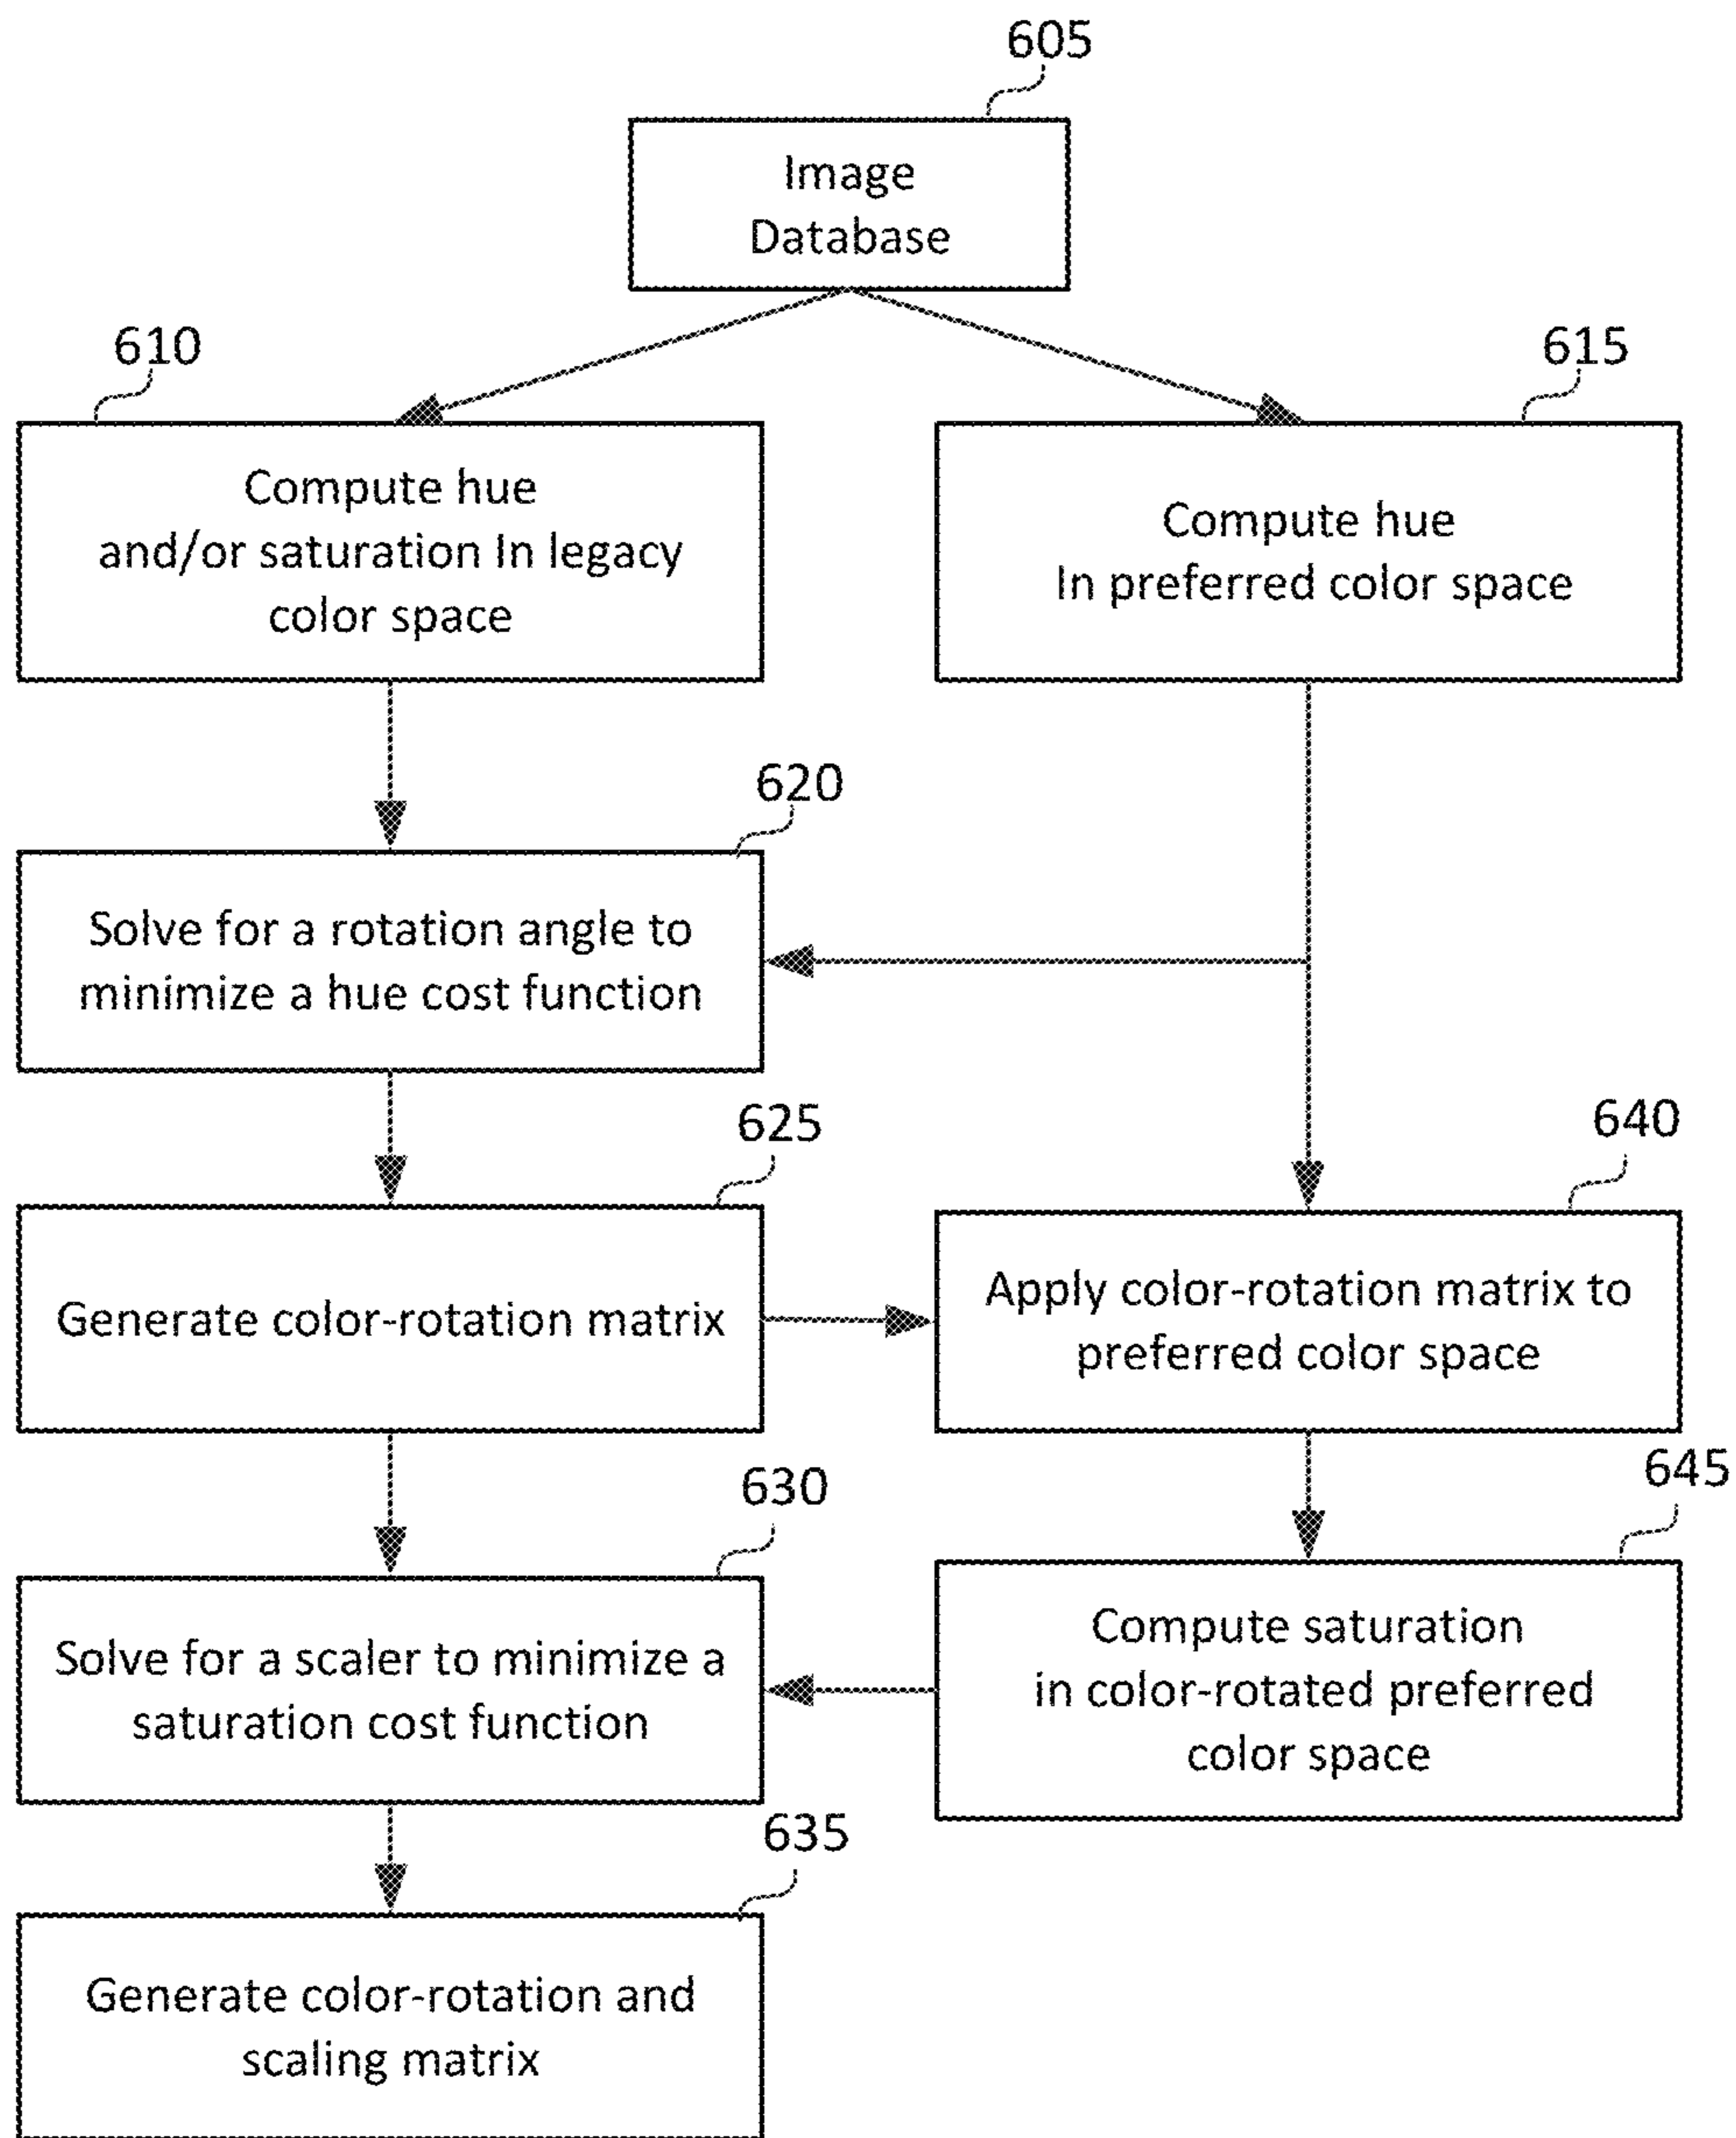 605
Image
Database
610
615
Compute hue
and/or saturation In legacy
color space
Compute hue
In preferred color space
620
Solve for a rotation angle to
minimize a hue cost function
625
640
Generate color-rotation matrix
Apply color-rotation matrix to
preferred color space
630
645
Solve for a scaler to minimize a
saturation cost function
Compute saturation
in color-rotated preferred
color space
635
Generate color-rotation and
scaling matrix